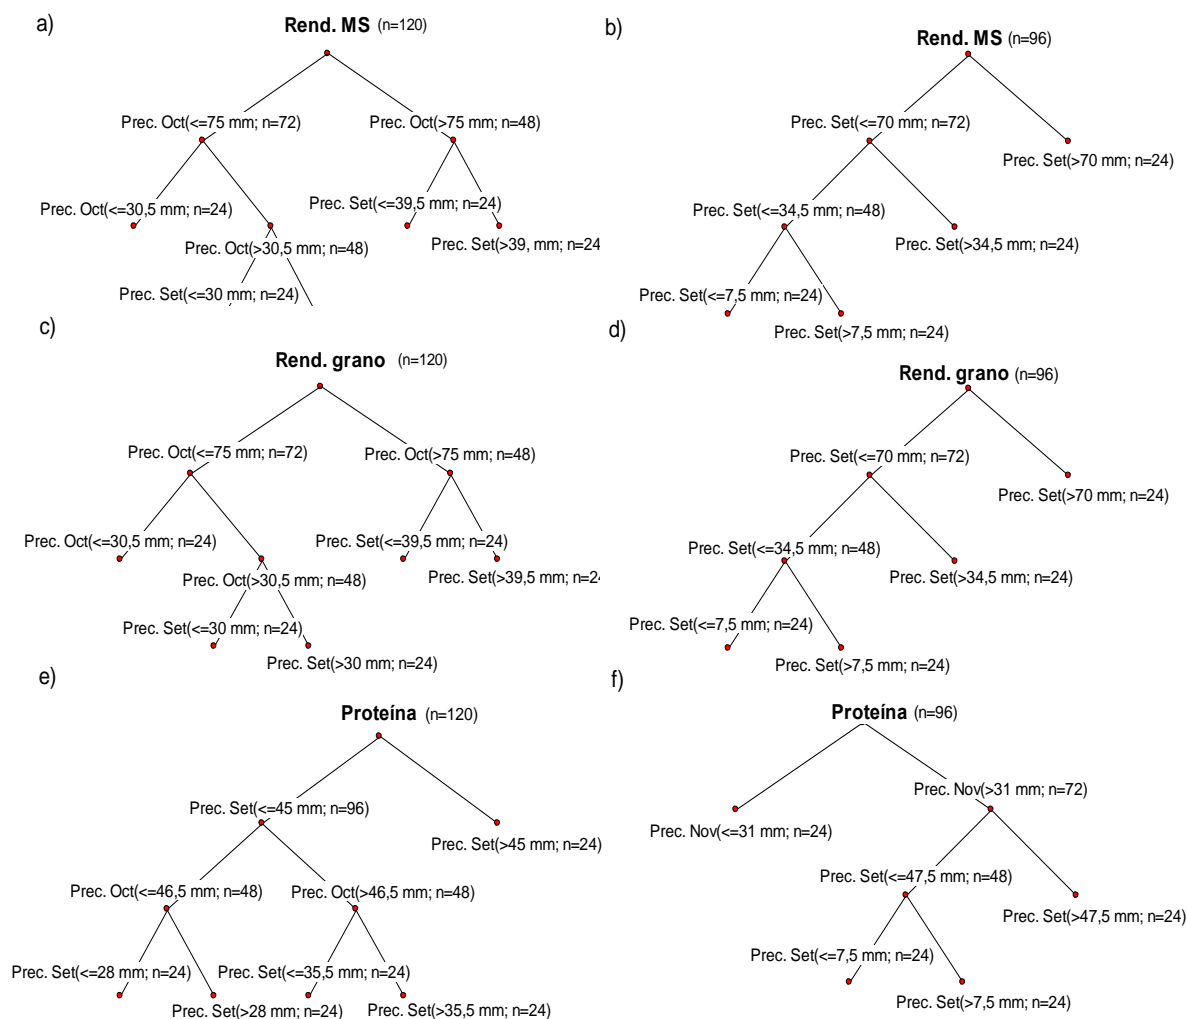 a)
Rend. MS (n=120)
Prec. Oct(<=75 mm; n=72)
Prec. Oct(>75 mm; n=48)
Prec. Oct(<=30,5 mm; n=24)
Prec. Set(<=39,5 mm; n=24)
Prec. Oct(>30,5 mm; n=48)
Prec. Set(>39, mm; n=24
Prec. Set(<=30 mm; n=24)
b)
Rend. MS (n=96)
Prec. Set(<=70 mm; n=72)
Prec. Set(>70 mm; n=24)
Prec. Set(<=34,5 mm; n=48)
Prec. Set(>34,5 mm; n=24)
Prec. Set(<=7,5 mm; n=24)
Prec. Set(>7,5 mm; n=24)
c)
Rend. grano (n=120)
Prec. Oct(<=75 mm; n=72)
Prec. Oct(>75 mm; n=48)
Prec. Oct(<=30,5 mm; n=24)
Prec. Set(<=39,5 mm; n=24)
Prec. Oct(>30,5 mm; n=48)
Prec. Set(>39,5 mm; n=24
Prec. Set(<=30 mm; n=24)
Prec. Set(>30 mm; n=24)
d)
Rend. grano (n=96)
Prec. Set(<=70 mm; n=72)
Prec. Set(>70 mm; n=24)
Prec. Set(<=34,5 mm; n=48)
Prec. Set(>34,5 mm; n=24)
Prec. Set(<=7,5 mm; n=24)
Prec. Set(>7,5 mm; n=24)
e)
Proteína (n=120)
Prec. Set(<=45 mm; n=96)
Prec. Set(>45 mm; n=24)
Prec. Oct(<=46,5 mm; n=48)
Prec. Oct(>46,5 mm; n=48)
Prec. Set(<=28 mm; n=24)
Prec. Set(<=35,5 mm; n=24)
Prec. Set(>28 mm; n=24)
Prec. Set(>35,5 mm; n=24)
f)
Proteína (n=96)
Prec. Nov(>31 mm; n=72)
Prec. Nov(<=31 mm; n=24)
Prec. Set(<=47,5 mm; n=48)
Prec. Set(>47,5 mm; n=24)
Prec. Set(<=7,5 mm; n=24)
Prec. Set(>7,5 mm; n=24)